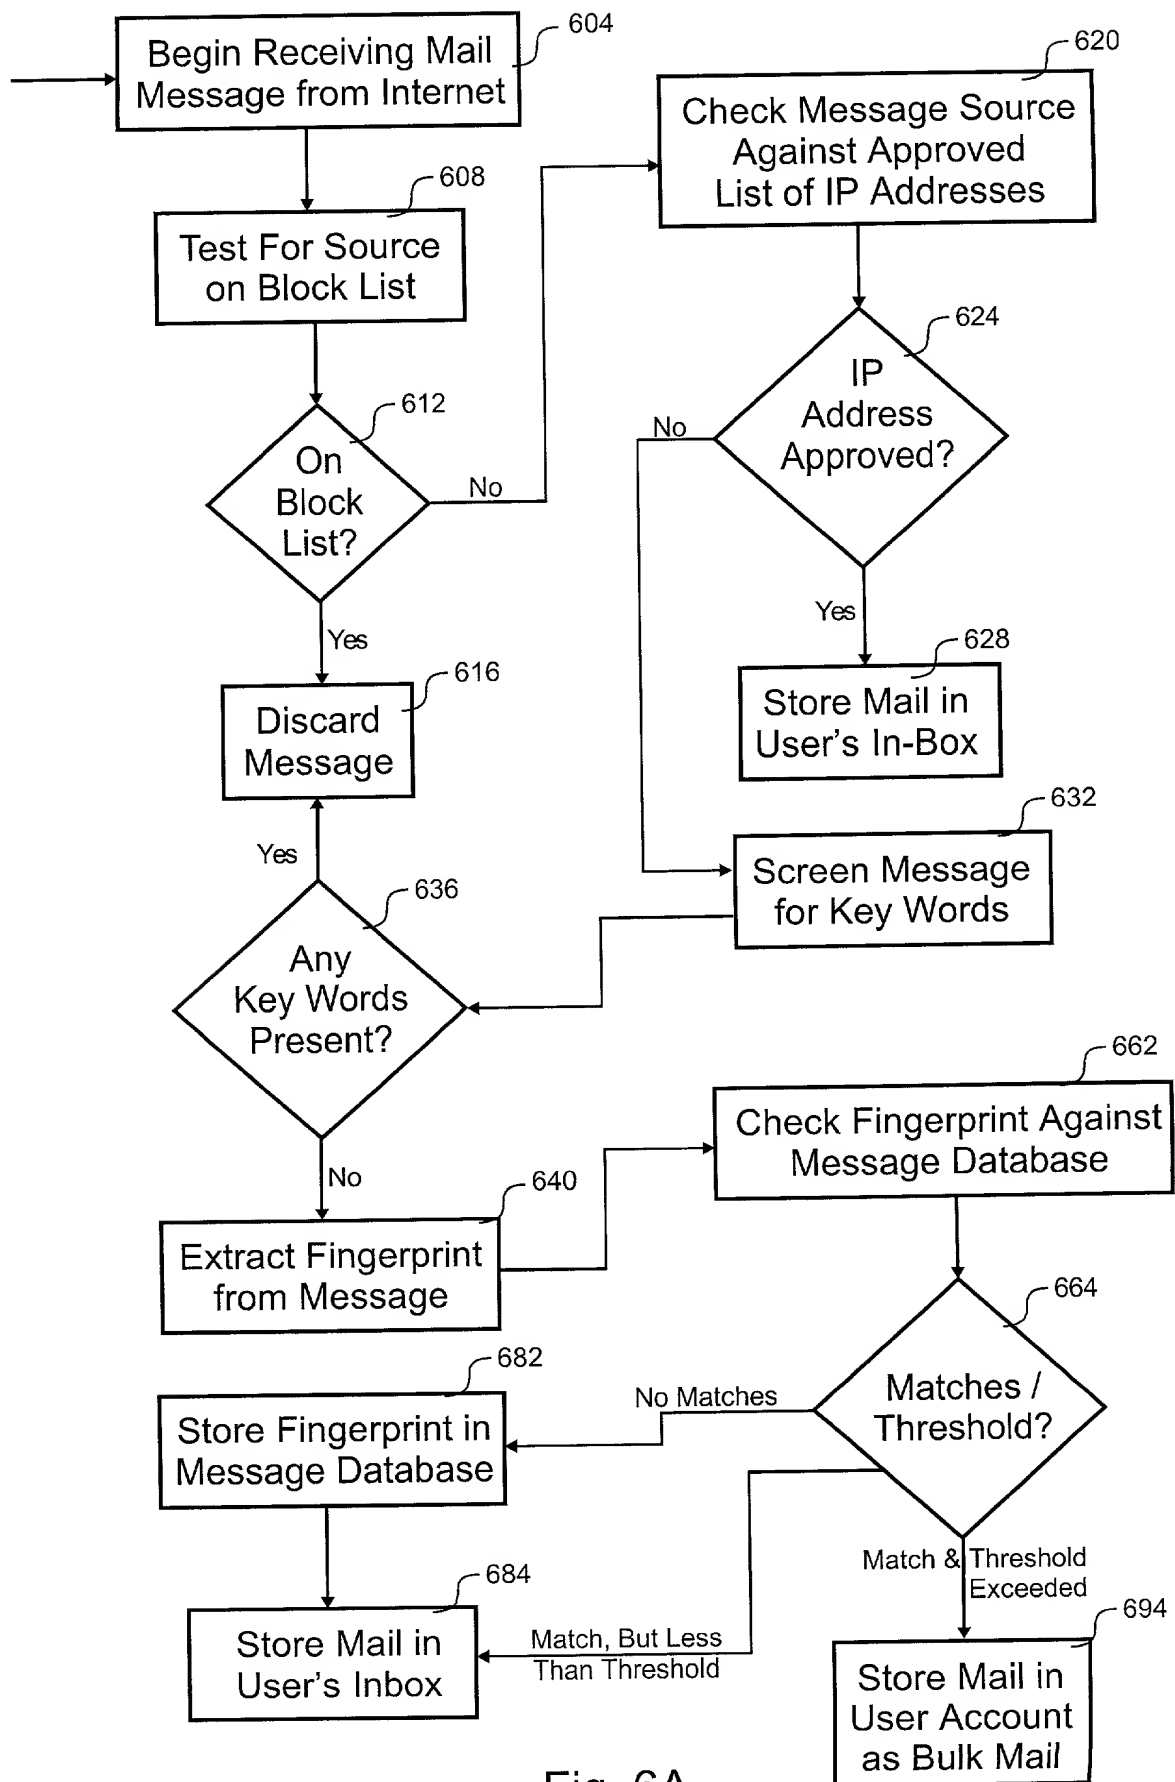 604
Begin Receiving Mail
Message from Internet
620
Check Message Source
Against Approved
List of IP Addresses
608
Test For Source
on Block List
624
IP
Address
Approved?
612
On
Block
List?
No
No
Yes
Yes
628
Store Mail in
User's In-Box
616
Discard
Message
632
Screen Message
for Key Words
Yes
636
Any
Key Words
Present?
662
Check Fingerprint Against
Message Database
No
640
Extract Fingerprint
from Message
664
Matches /
Threshold?
682
Store Fingerprint in
Message Database
No Matches
Match & Threshold
Exceeded
684
Store Mail in
User's Inbox
Match, But Less
Than Threshold
694
Store Mail in
User Account
as Bulk Mail
Fig. 6A